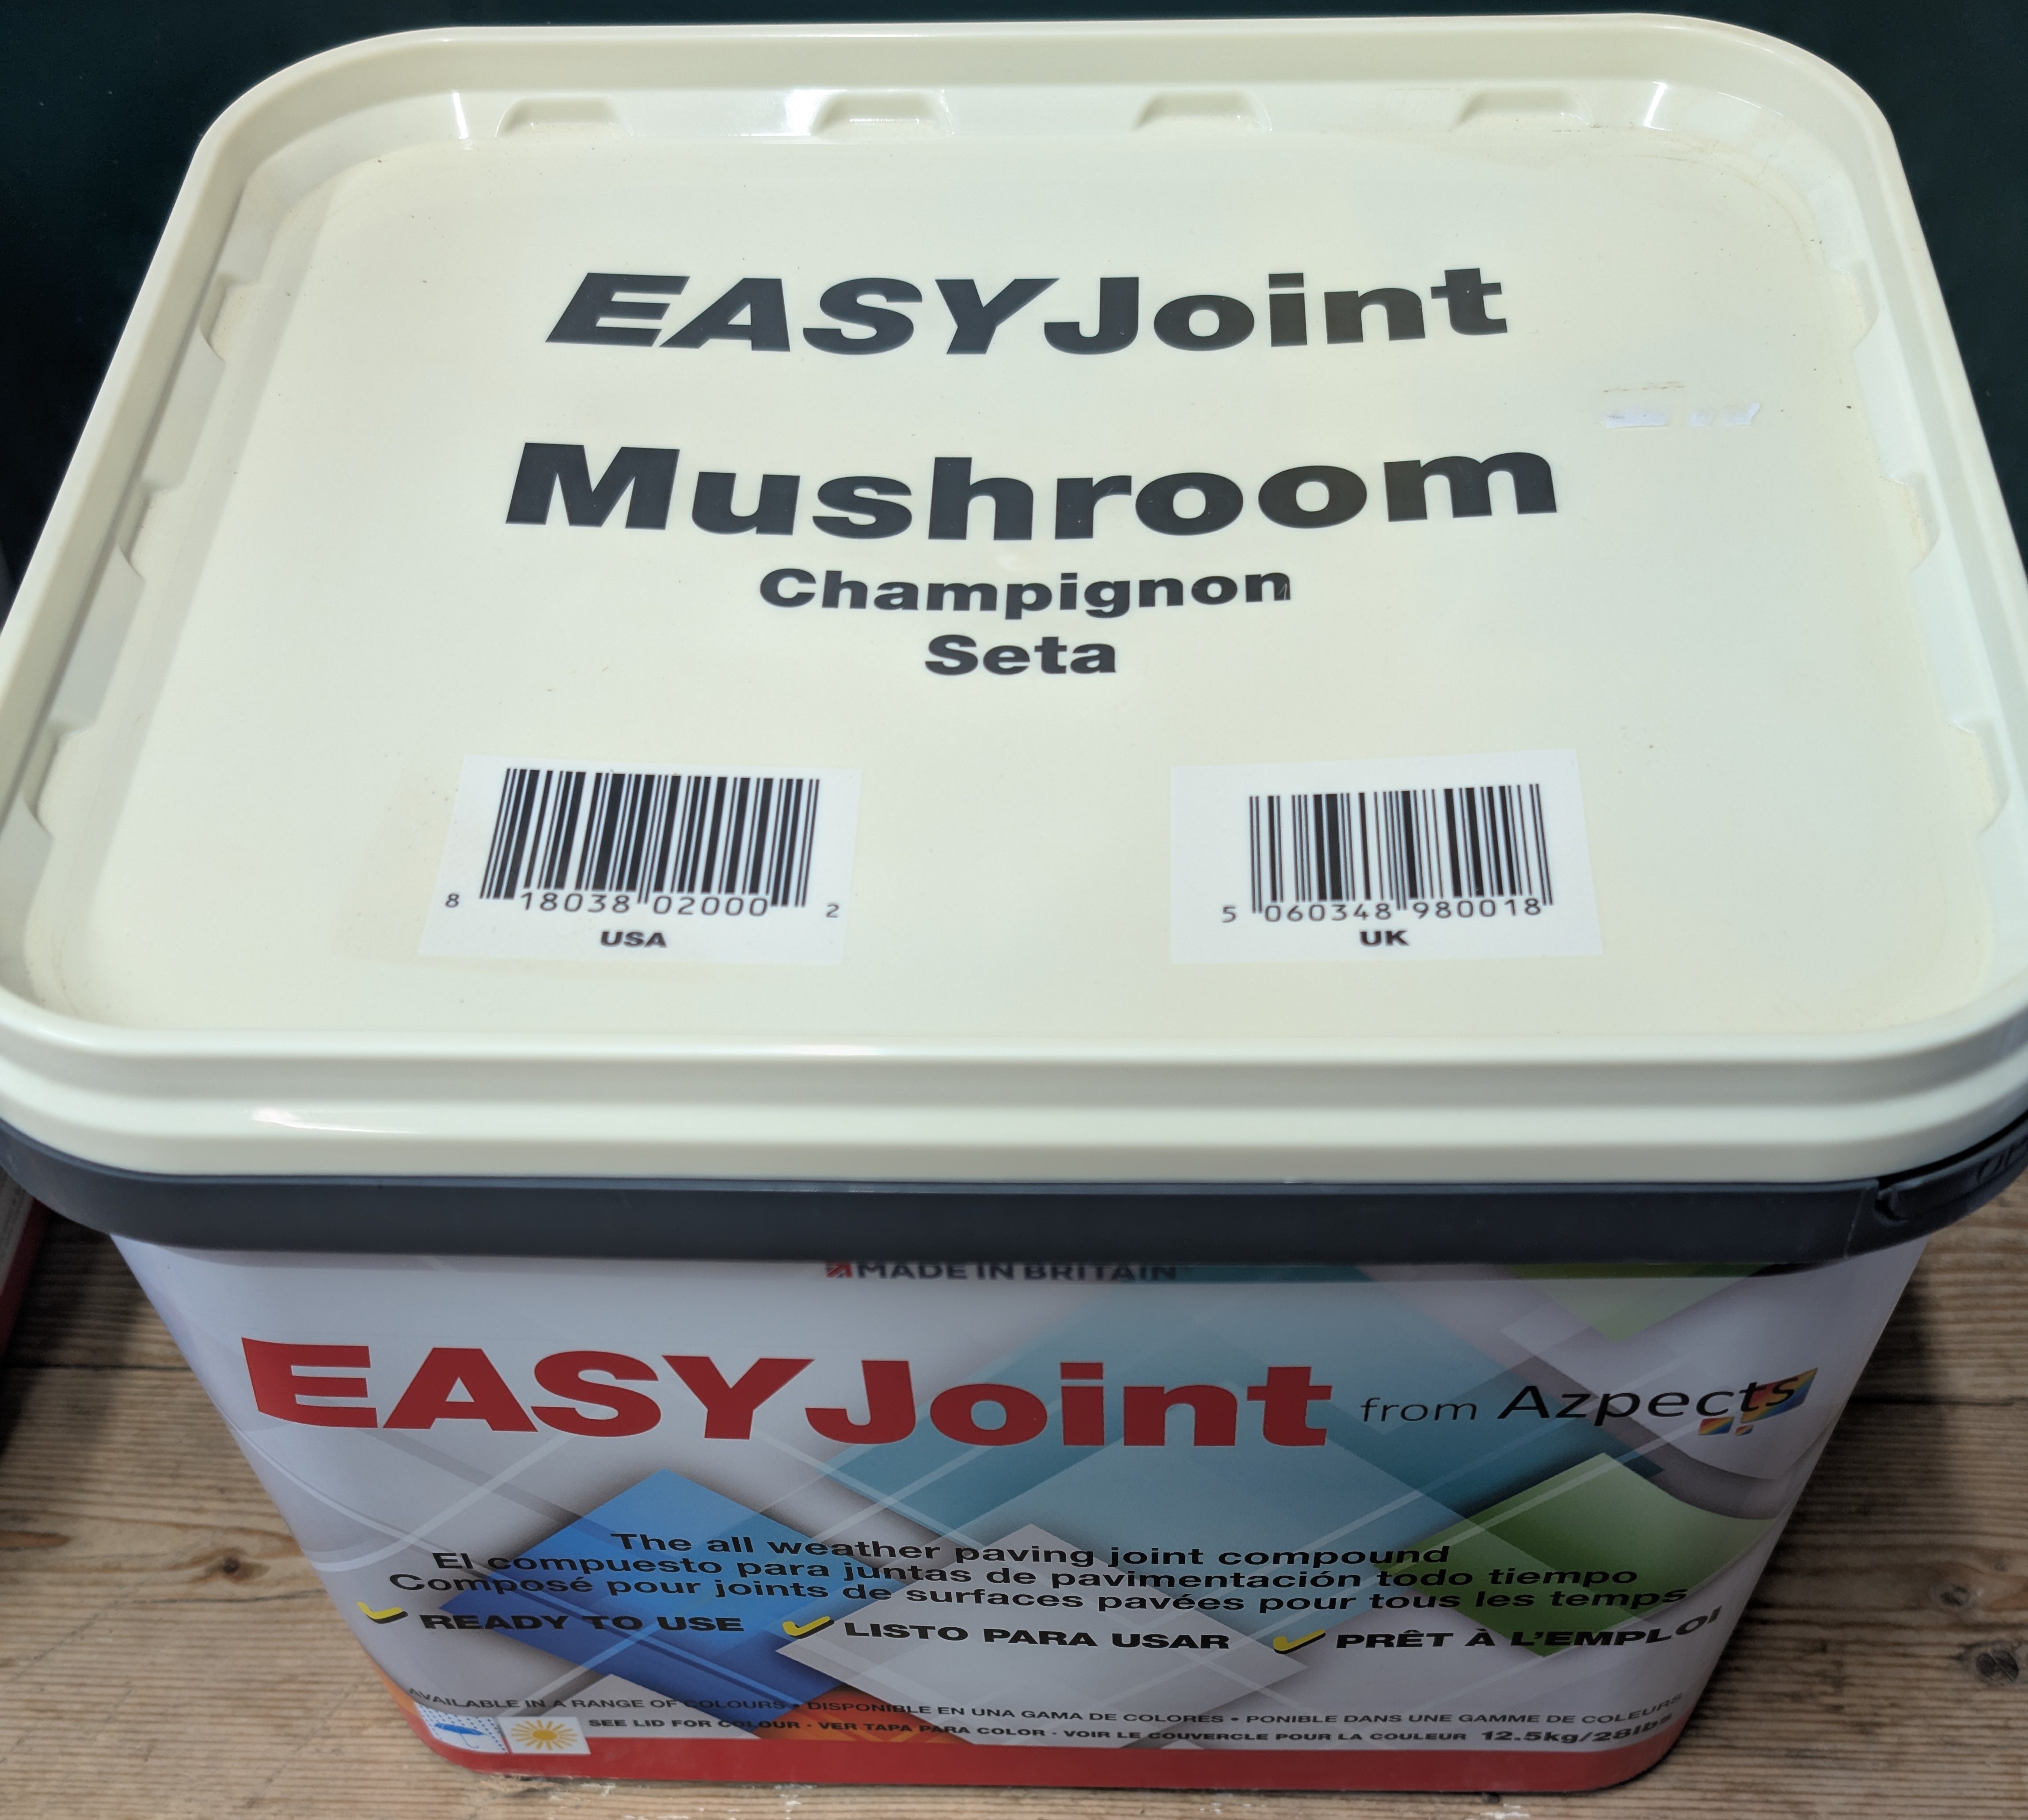 EASYJoint
Mushroom
Champignon
Seta
8 18038 02000 2
USA
5 060348 980018
UK
MADE IN BRITAIN
EASYJoint from Azpects
The all weather paving joint compound
El compuesto para juntas de pavimentación todo tiempo
Composé pour joints de surfaces pavées pour tous les temps
READY TO USE LISTO PARA USAR PRÊT À L'EMPLOI
AVAILABLE IN A RANGE OF COLOURS • DISPONIBLE EN UNA GAMA DE COLORES • PONIBLE DANS UNE GAMME DE COLEURS
SEE LID FOR COLOUR · VER TAPA PARA COLOR · VOIR LE COUVERCLE POUR LA COULEUR 12.5kg/28lbs